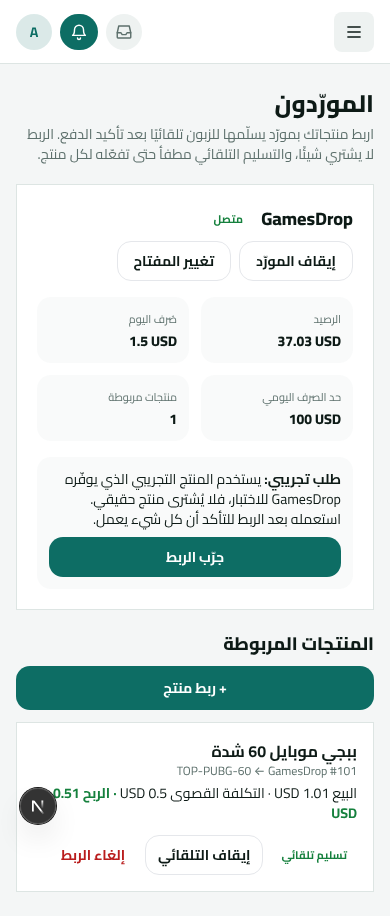 A
المورّدون
اربط منتجاتك بمورّد يسلّمها للزبون تلقائيًا بعد تأكيد الدفع. الربط
لا يشتري شيئًا، والتسليم التلقائي مطفأ حتى تفعّله لكل منتج.
GamesDrop متصل
إيقاف المورّد تغيير المفتاح
الرصيد صُرف اليوم
37.03 USD 1.5 USD
حد الصرف اليومي منتجات مربوطة
100 USD 1
طلب تجريبي: يستخدم المنتج التجريبي الذي يوفّره
GamesDrop للاختبار، فلا يُشترى منتج حقيقي.
استعمله بعد الربط للتأكد أن كل شيء يعمل.
جرّب الربط
المنتجات المربوطة
+ ربط منتج
ببجي موبايل 60 شدة
TOP-PUBG-60 ← GamesDrop #101
البيع 1.01 USD · التكلفة القصوى 0.5 USD · الربح 0.51
USD
تسليم تلقائي إيقاف التلقائي إلغاء الربط
N